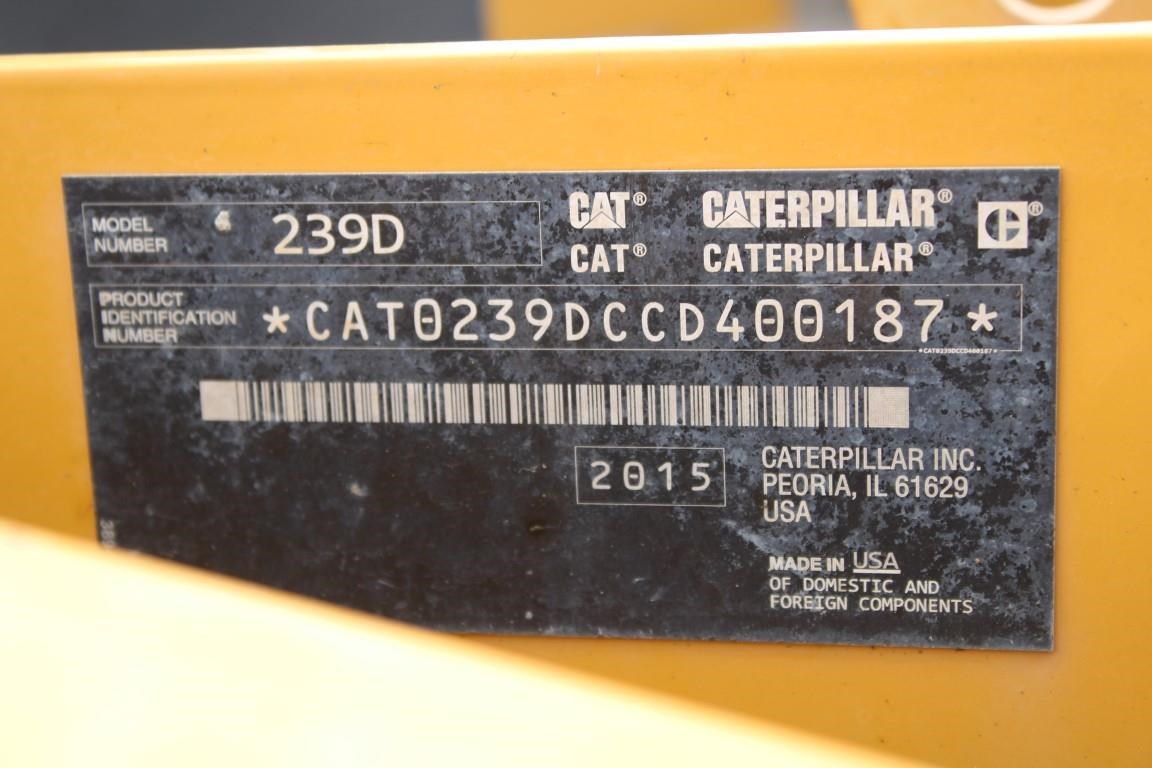 MODEL NUMBER 239D
CAT® CATERPILLAR®
CAT® CATERPILLAR®
PRODUCT
IDENTIFICATION
NUMBER
*CAT0239DCCD400187*
*CAT0239DCCD400187*
2015
CATERPILLAR INC.
PEORIA, IL 61629
USA
MADE IN USA
OF DOMESTIC AND
FOREIGN COMPONENTS